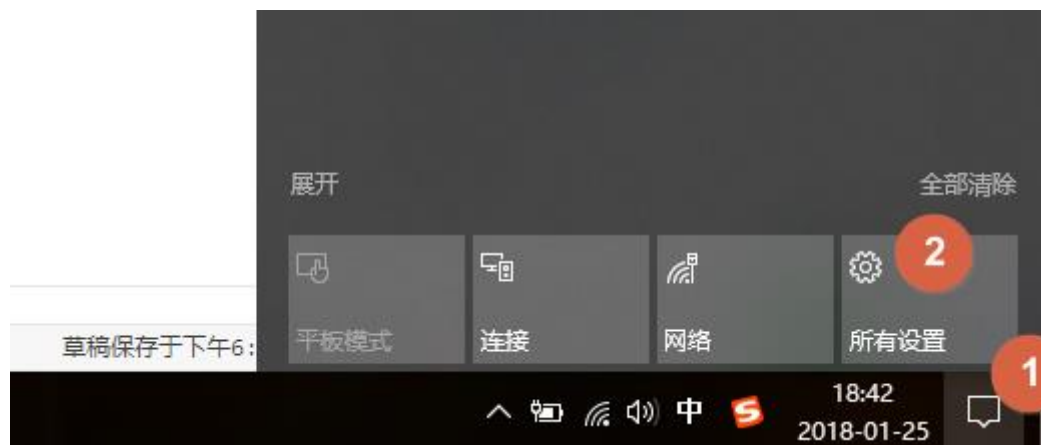 展开 全部清除
2
平板模式 连接 网络 所有设置
草稿保存于下午6:
1
中 18:42
2018-01-25